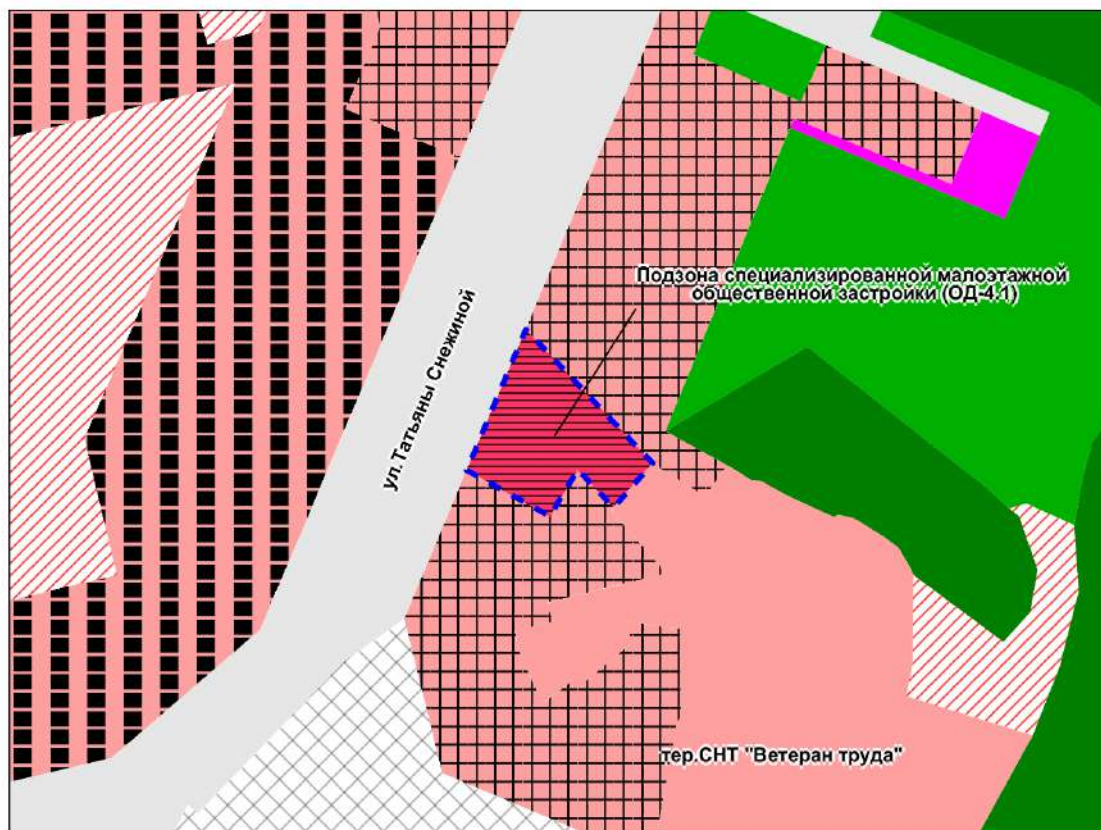 Подзона специализированной малоэтажной
общественной застройки (ОД-4.1)
ул.Татьяны Снежиной
тер.СНТ "Ветеран труда"